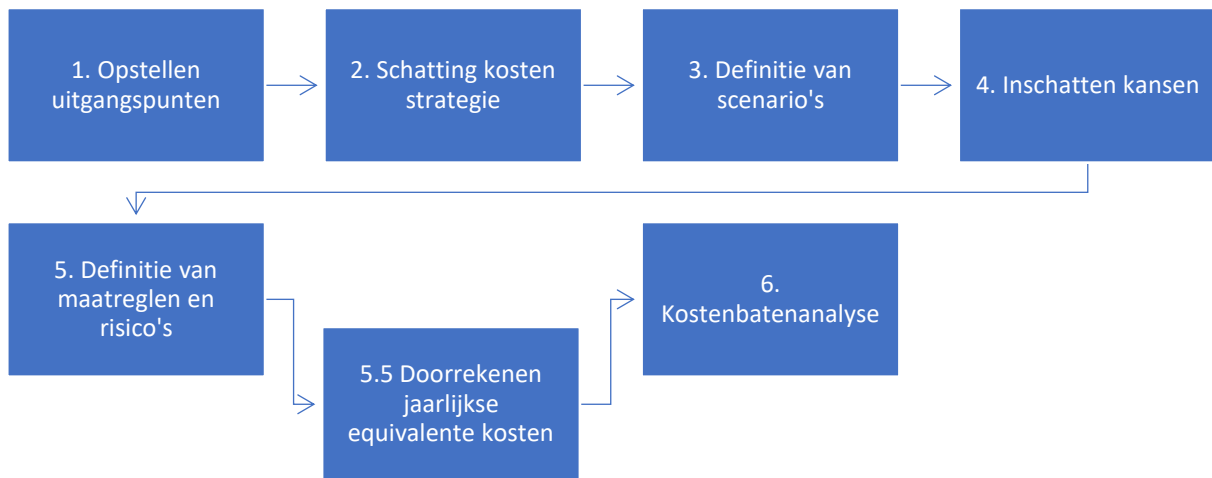 1. Opstellen
uitgangspunten
2. Schatting kosten
strategie
3. Definitie van
scenario's
4. Inschatten kansen
5. Definitie van
maatreglen en
risico's
5.5 Doorrekenen
jaarlijkse
equivalente kosten
6.
Kostenbatenanalyse